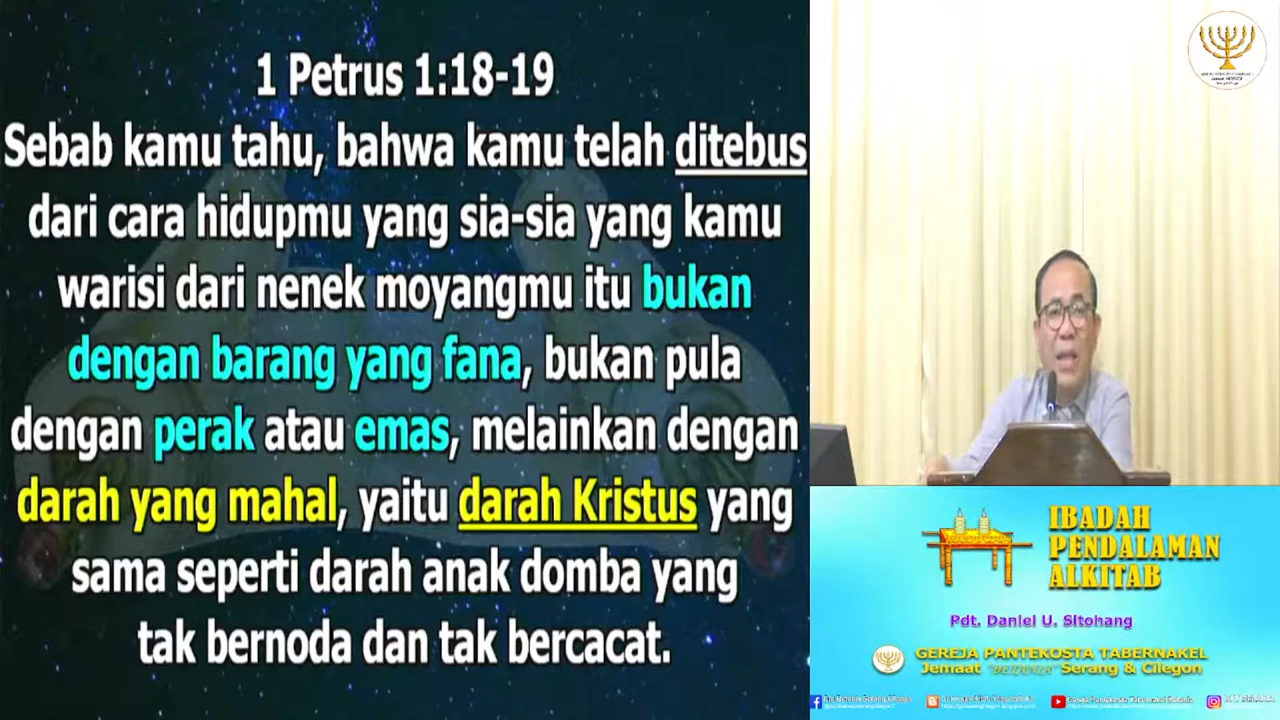 1 Petrus 1:18-19
Sebab kamu tahu, bahwa kamu telah ditebus
dari cara hidupmu yang sia-sia yang kamu
warisi dari nenek moyangmu itu bukan
dengan barang yang fana, bukan pula
dengan perak atau emas, melainkan dengan
darah yang mahal, yaitu darah Kristus yang
sama seperti darah anak domba yang
tak bernoda dan tak bercacat.
IBADAH
PENDALAMAN
ALKITAB
Pdt. Daniel U. Sitohang
GEREJA PANTEKOSTA TABERNAKEL
Jemaat "BETANIA" Serang & Cilegon